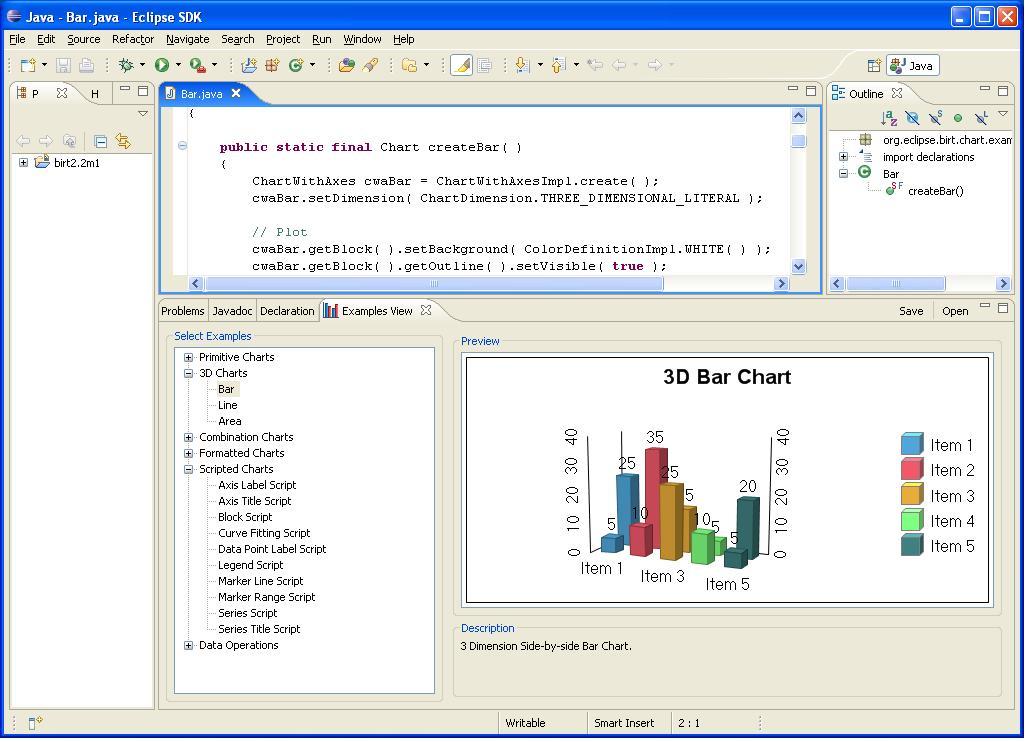 Java - Bar.java - Eclipse SDK
File Edit Source Refactor Navigate Search Project Run Window Help
Java
P H
birt2.2m1
Bar.java
{
public static final Chart createBar( )
{
ChartWithAxes cwaBar = ChartWithAxesImpl.create( );
cwaBar.setDimension( ChartDimension.THREE_DIMENSIONAL_LITERAL );
// Plot
cwaBar.getBlock( ).setBackground( ColorDefinitionImpl.WHITE( ) );
cwaBar.getBlock( ).getOutline( ).setVisible( true );
Outline
org.eclipse.birt.chart.exam
import declarations
Bar
createBar()
Problems Javadoc Declaration Examples View Save Open
Select Examples
Primitive Charts
3D Charts
Bar
Line
Area
Combination Charts
Formatted Charts
Scripted Charts
Axis Label Script
Axis Title Script
Block Script
Curve Fitting Script
Data Point Label Script
Legend Script
Marker Line Script
Marker Range Script
Series Script
Series Title Script
Data Operations
Preview
3D Bar Chart
40 30 20 10 0
5 25 10 35 25 5 10 5 5 20
40 30 20 10 0
Item 1 Item 3 Item 5
Item 1
Item 2
Item 3
Item 4
Item 5
Description
3 Dimension Side-by-side Bar Chart.
Writable Smart Insert 2 : 1